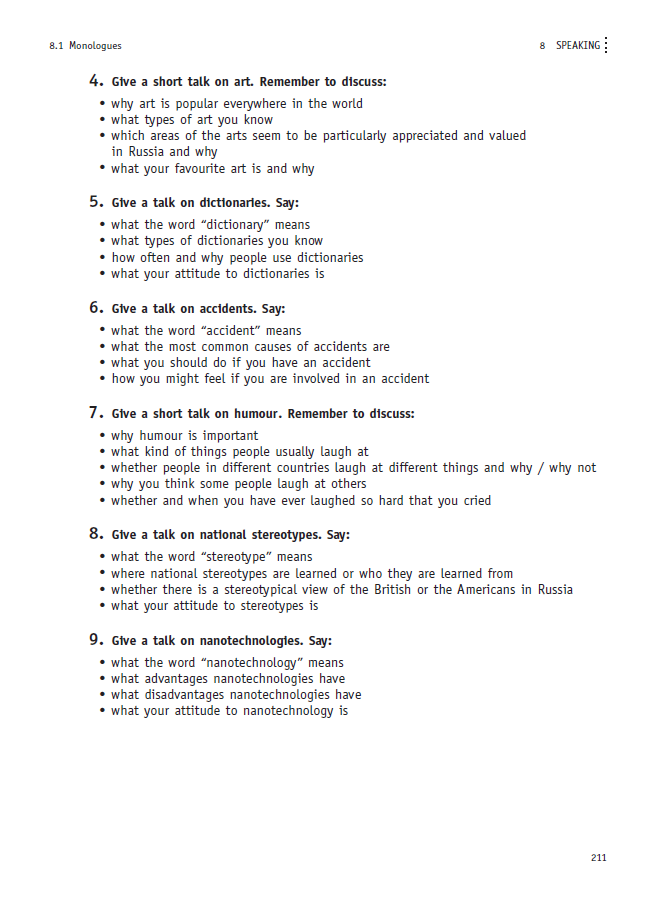 8.1 Monologues
8 SPEAKING
4. Give a short talk on art. Remember to discuss:
• why art is popular everywhere in the world
• what types of art you know
• which areas of the arts seem to be particularly appreciated and valued
in Russia and why
• what your favourite art is and why
5. Give a talk on dictionaries. Say:
• what the word “dictionary” means
• what types of dictionaries you know
• how often and why people use dictionaries
• what your attitude to dictionaries is
6. Give a talk on accidents. Say:
• what the word “accident” means
• what the most common causes of accidents are
• what you should do if you have an accident
• how you might feel if you are involved in an accident
7. Give a short talk on humour. Remember to discuss:
• why humour is important
• what kind of things people usually laugh at
• whether people in different countries laugh at different things and why / why not
• why you think some people laugh at others
• whether and when you have ever laughed so hard that you cried
8. Give a talk on national stereotypes. Say:
• what the word “stereotype” means
• where national stereotypes are learned or who they are learned from
• whether there is a stereotypical view of the British or the Americans in Russia
• what your attitude to stereotypes is
9. Give a talk on nanotechnologies. Say:
• what the word “nanotechnology” means
• what advantages nanotechnologies have
• what disadvantages nanotechnologies have
• what your attitude to nanotechnology is
211